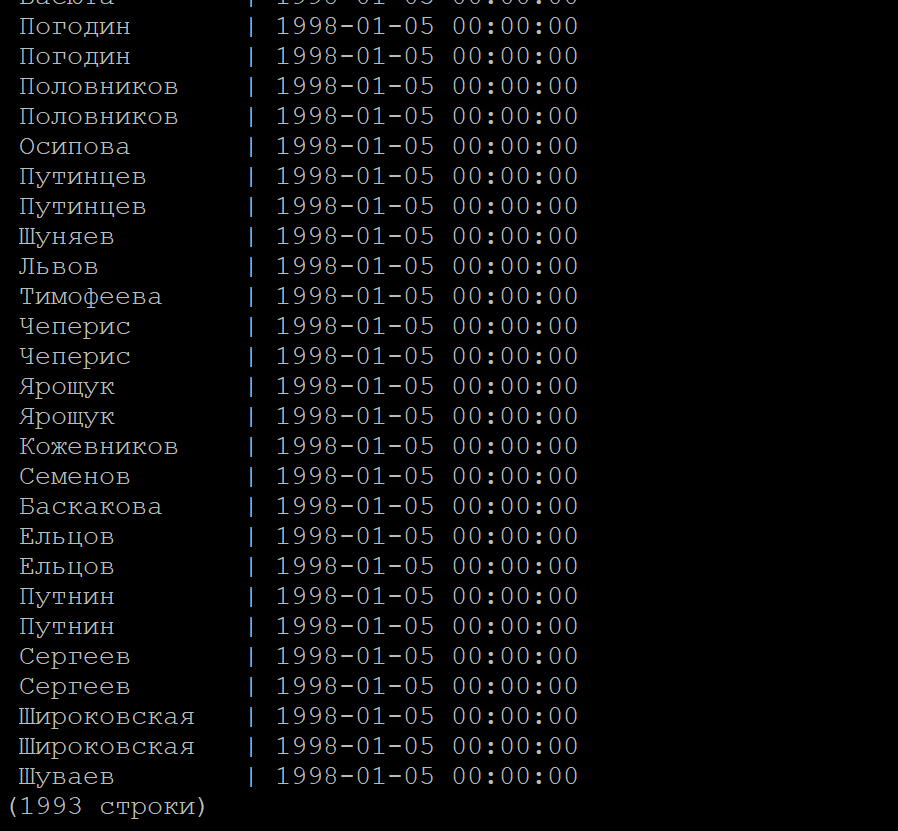 Погодин | 1998-01-05 00:00:00
Погодин | 1998-01-05 00:00:00
Половников | 1998-01-05 00:00:00
Половников | 1998-01-05 00:00:00
Осипова | 1998-01-05 00:00:00
Путинцев | 1998-01-05 00:00:00
Путинцев | 1998-01-05 00:00:00
Шуняев | 1998-01-05 00:00:00
Львов | 1998-01-05 00:00:00
Тимофеева | 1998-01-05 00:00:00
Чеперис | 1998-01-05 00:00:00
Чеперис | 1998-01-05 00:00:00
Ярощук | 1998-01-05 00:00:00
Ярощук | 1998-01-05 00:00:00
Кожевников | 1998-01-05 00:00:00
Семенов | 1998-01-05 00:00:00
Баскакова | 1998-01-05 00:00:00
Ельцов | 1998-01-05 00:00:00
Ельцов | 1998-01-05 00:00:00
Путнин | 1998-01-05 00:00:00
Путнин | 1998-01-05 00:00:00
Сергеев | 1998-01-05 00:00:00
Сергеев | 1998-01-05 00:00:00
Широковская | 1998-01-05 00:00:00
Широковская | 1998-01-05 00:00:00
Шуваев | 1998-01-05 00:00:00
(1993 строки)